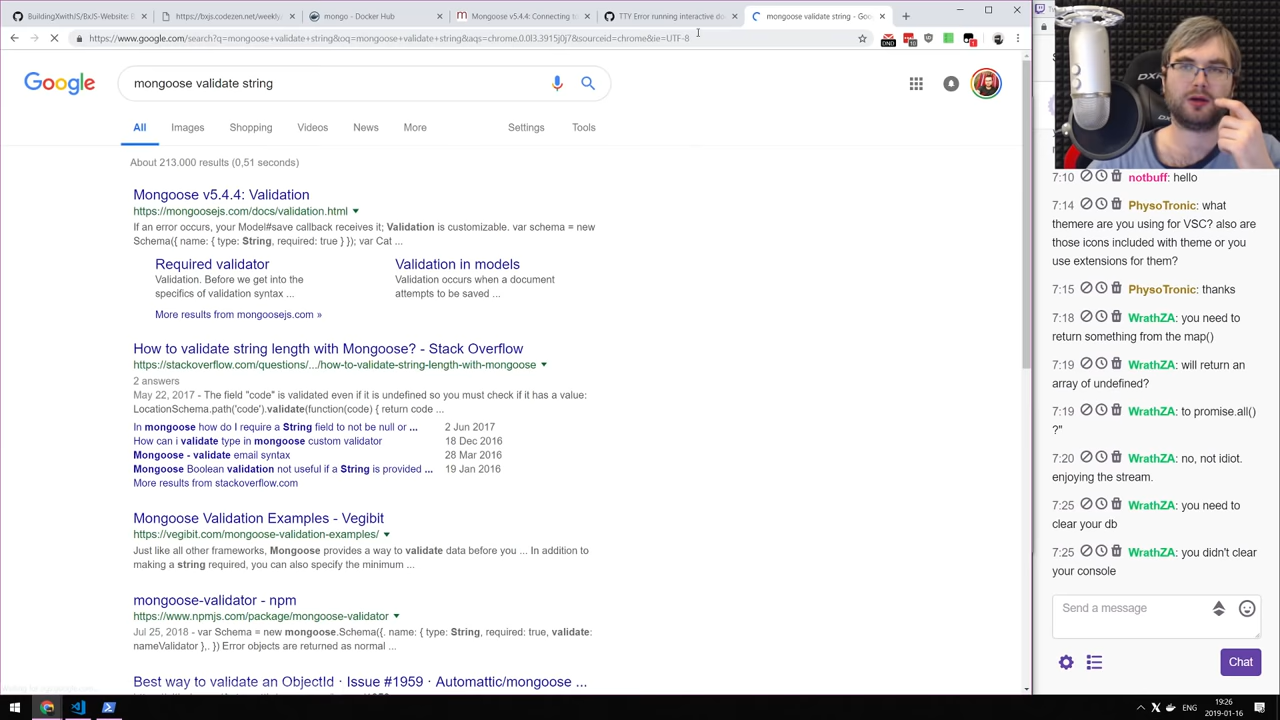 BuildingXwithJS/BxJS-Website: B
https://bxjs.codezen.net/weekly
mongo - Docker Hub
Mongoose v5.4.4: Connecting t
TTY Error running interactive do
mongoose validate string - Goo
https://www.google.com/search?q=mongoose+validate+string&oq=mongoose+validate+string&aqs=chrome.0.0l3.3915j0j7&sourceid=chrome&ie=UTF-8
Google
mongoose validate string
All Images Shopping Videos News More Settings Tools
About 213.000 results (0,51 seconds)
Mongoose v5.4.4: Validation
https://mongoosejs.com/docs/validation.html
If an error occurs, your Model#save callback receives it; Validation is customizable. var schema = new
Schema({ name: { type: String, required: true } }); var Cat ...
Required validator
Validation. Before we get into the
specifics of validation syntax ...
Validation in models
Validation occurs when a document
attempts to be saved ...
More results from mongoosejs.com »
How to validate string length with Mongoose? - Stack Overflow
https://stackoverflow.com/questions/.../how-to-validate-string-length-with-mongoose
2 answers
May 22, 2017 - The field "code" is validated even if it is undefined so you must check if it has a value:
LocationSchema.path('code').validate(function(code) { return code ...
In mongoose how do I require a String field to not be null or ... 2 Jun 2017
How can i validate type in mongoose custom validator 18 Dec 2016
Mongoose - validate email syntax 28 Mar 2016
Mongoose Boolean validation not useful if a String is provided ... 19 Jan 2016
More results from stackoverflow.com
Mongoose Validation Examples - Vegibit
https://vegibit.com/mongoose-validation-examples/
Just like all other frameworks, Mongoose provides a way to validate data before you ... In addition to
making a string required, you can also specify the minimum ...
mongoose-validator - npm
https://www.npmjs.com/package/mongoose-validator
Jul 25, 2018 - var Schema = new mongoose.Schema({. name: { type: String, required: true, validate:
nameValidator },. }) Error objects are returned as normal ...
Best way to validate an ObjectId · Issue #1959 · Automattic/mongoose ...
DXR
7:10 notbuff: hello
7:14 PhysoTronic: what
themere are you using for VSC? also are
those icons included with theme or you
use extensions for them?
7:15 PhysoTronic: thanks
7:18 WrathZA: you need to
return something from the map()
7:19 WrathZA: will return an
array of undefined?
7:19 WrathZA: to promise.all()
?"
7:20 WrathZA: no, not idiot.
enjoying the stream.
7:25 WrathZA: you need to
clear your db
7:25 WrathZA: you didn't clear
your console
Send a message
Chat
ENG
19:26
2019-01-16